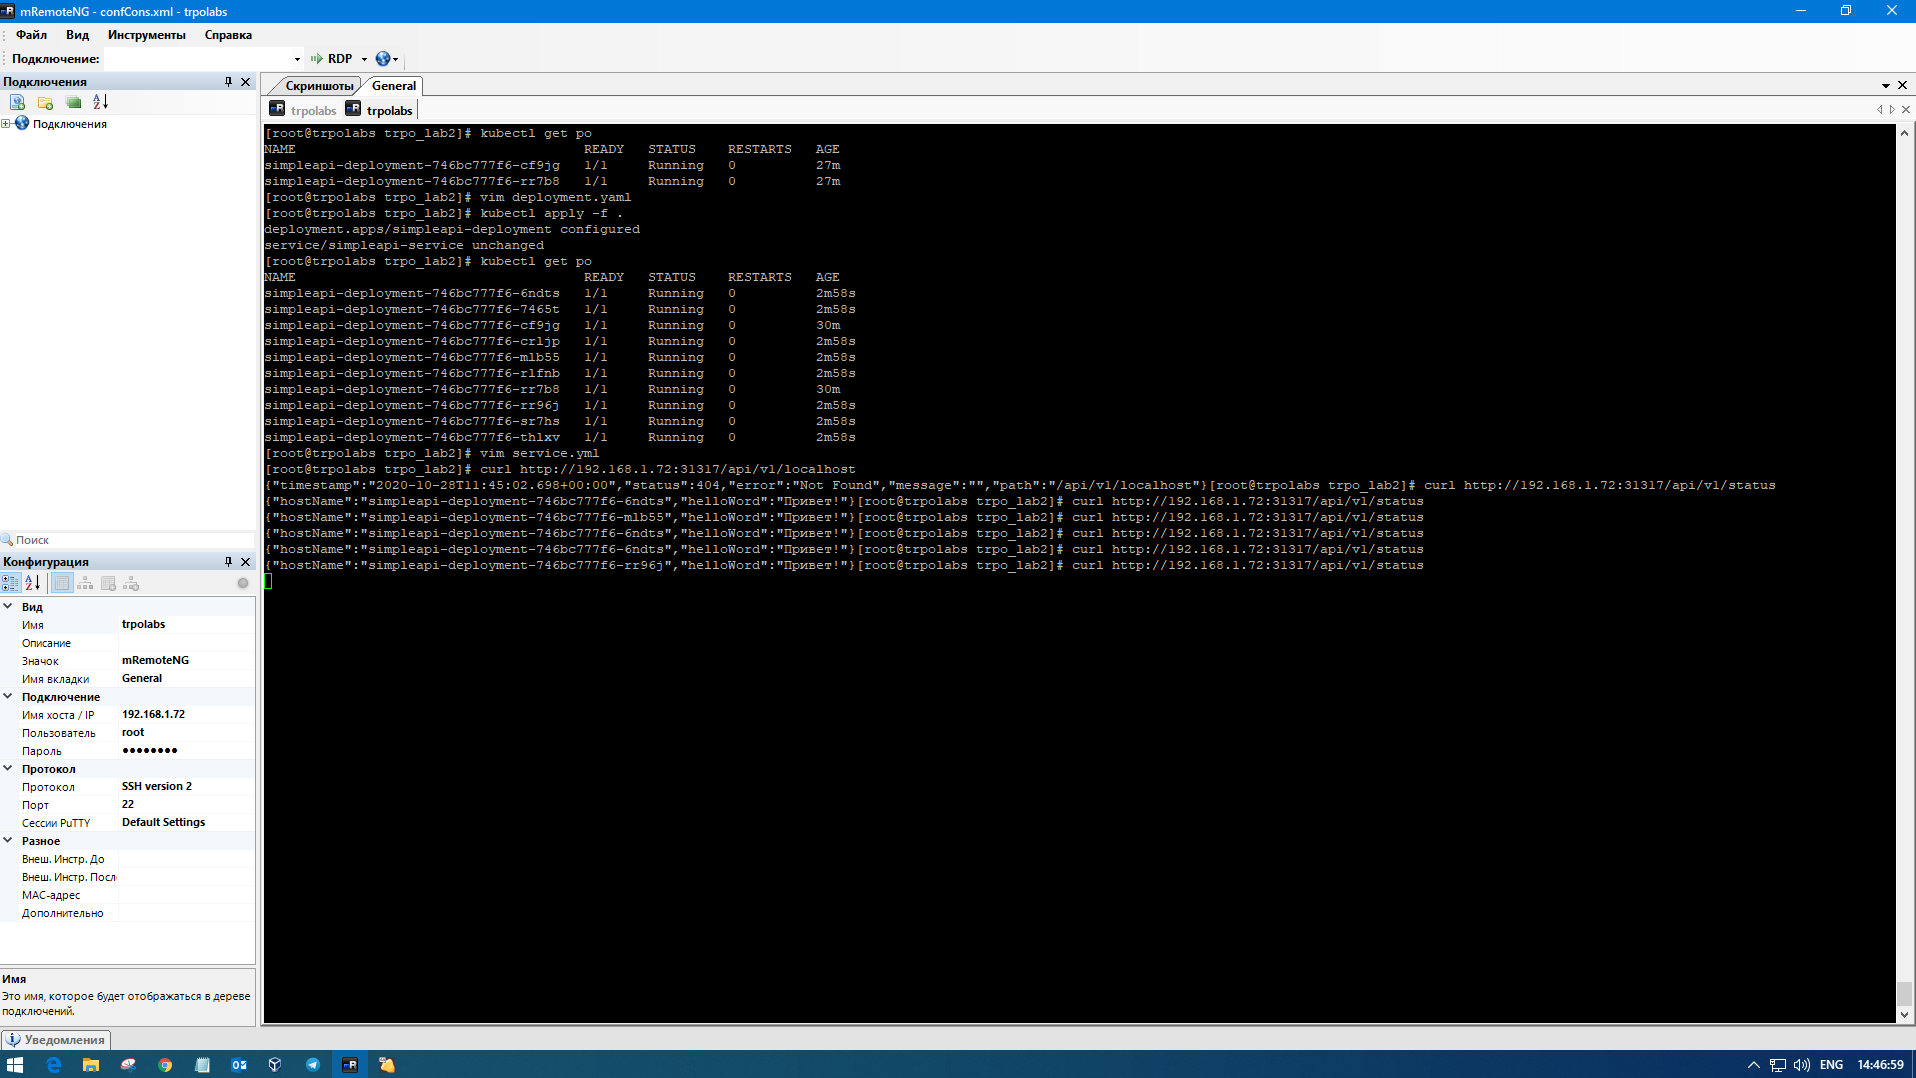 mRemoteNG - confCons.xml - trpolabs
Файл Вид Инструменты Справка
Подключение: RDP
Подключения
Подключения
Поиск
Конфигурация
Вид
Имя trpolabs
Описание
Значок mRemoteNG
Имя вкладки General
Подключение
Имя хоста / IP 192.168.1.72
Пользователь root
Пароль ●●●●●●●●
Протокол
Протокол SSH version 2
Порт 22
Сессии PuTTY Default Settings
Разное
Внеш. Инстр. До
Внеш. Инстр. Посл
MAC-адрес
Дополнительно
Имя
Это имя, которое будет отображаться в дереве
подключений.
Уведомления
Скриншоты General
trpolabs trpolabs
[root@trpolabs trpo_lab2]# kubectl get po
NAME READY STATUS RESTARTS AGE
simpleapi-deployment-746bc777f6-cf9jg 1/1 Running 0 27m
simpleapi-deployment-746bc777f6-rr7b8 1/1 Running 0 27m
[root@trpolabs trpo_lab2]# vim deployment.yaml
[root@trpolabs trpo_lab2]# kubectl apply -f .
deployment.apps/simpleapi-deployment configured
service/simpleapi-service unchanged
[root@trpolabs trpo_lab2]# kubectl get po
NAME READY STATUS RESTARTS AGE
simpleapi-deployment-746bc777f6-6ndts 1/1 Running 0 2m58s
simpleapi-deployment-746bc777f6-7465t 1/1 Running 0 2m58s
simpleapi-deployment-746bc777f6-cf9jg 1/1 Running 0 30m
simpleapi-deployment-746bc777f6-crljp 1/1 Running 0 2m58s
simpleapi-deployment-746bc777f6-mlb55 1/1 Running 0 2m58s
simpleapi-deployment-746bc777f6-rlfnb 1/1 Running 0 2m58s
simpleapi-deployment-746bc777f6-rr7b8 1/1 Running 0 30m
simpleapi-deployment-746bc777f6-rr96j 1/1 Running 0 2m58s
simpleapi-deployment-746bc777f6-sr7hs 1/1 Running 0 2m58s
simpleapi-deployment-746bc777f6-thlxv 1/1 Running 0 2m58s
[root@trpolabs trpo_lab2]# vim service.yml
[root@trpolabs trpo_lab2]# curl http://192.168.1.72:31317/api/v1/localhost
{"timestamp":"2020-10-28T11:45:02.698+00:00","status":404,"error":"Not Found","message":"","path":"/api/v1/localhost"}[root@trpolabs trpo_lab2]# curl http://192.168.1.72:31317/api/v1/status
{"hostName":"simpleapi-deployment-746bc777f6-6ndts","helloWord":"Привет!"}[root@trpolabs trpo_lab2]# curl http://192.168.1.72:31317/api/v1/status
{"hostName":"simpleapi-deployment-746bc777f6-mlb55","helloWord":"Привет!"}[root@trpolabs trpo_lab2]# curl http://192.168.1.72:31317/api/v1/status
{"hostName":"simpleapi-deployment-746bc777f6-6ndts","helloWord":"Привет!"}[root@trpolabs trpo_lab2]# curl http://192.168.1.72:31317/api/v1/status
{"hostName":"simpleapi-deployment-746bc777f6-6ndts","helloWord":"Привет!"}[root@trpolabs trpo_lab2]# curl http://192.168.1.72:31317/api/v1/status
{"hostName":"simpleapi-deployment-746bc777f6-rr96j","helloWord":"Привет!"}[root@trpolabs trpo_lab2]# curl http://192.168.1.72:31317/api/v1/status
ENG 14:46:59